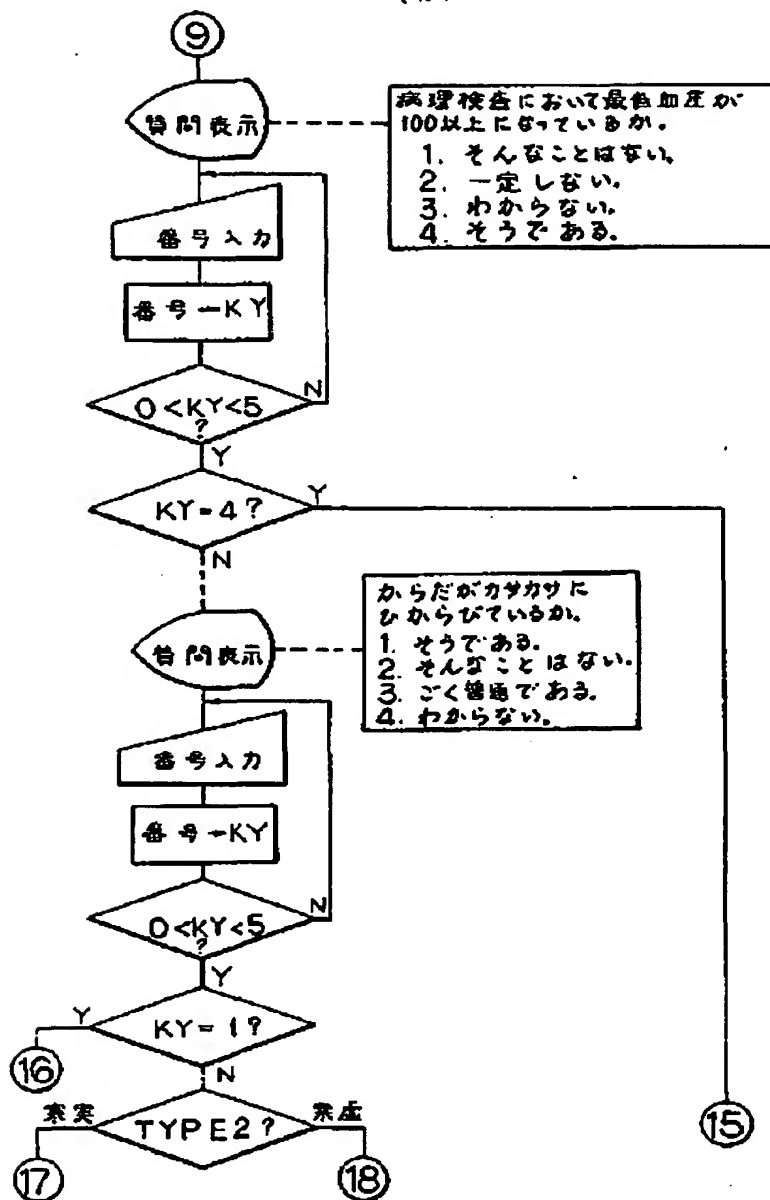 ⑨
質問表示
病理検査において最低血圧が
100以上になっているか。
1. そんなことはない。
2. 一定しない。
3. わからない。
4. そうである。
番号入力
番号→KY
0<KY<5
?
N
Y
KY=4?
Y
N
質問表示
からだがカサカサに
ひからびているか。
1. そうである。
2. そんなことはない。
3. ごく普通である。
4. わからない。
番号入力
番号→KY
0<KY<5
?
N
Y
KY=1?
Y
⑯
N
TYPE2?
⑰
⑱
⑮